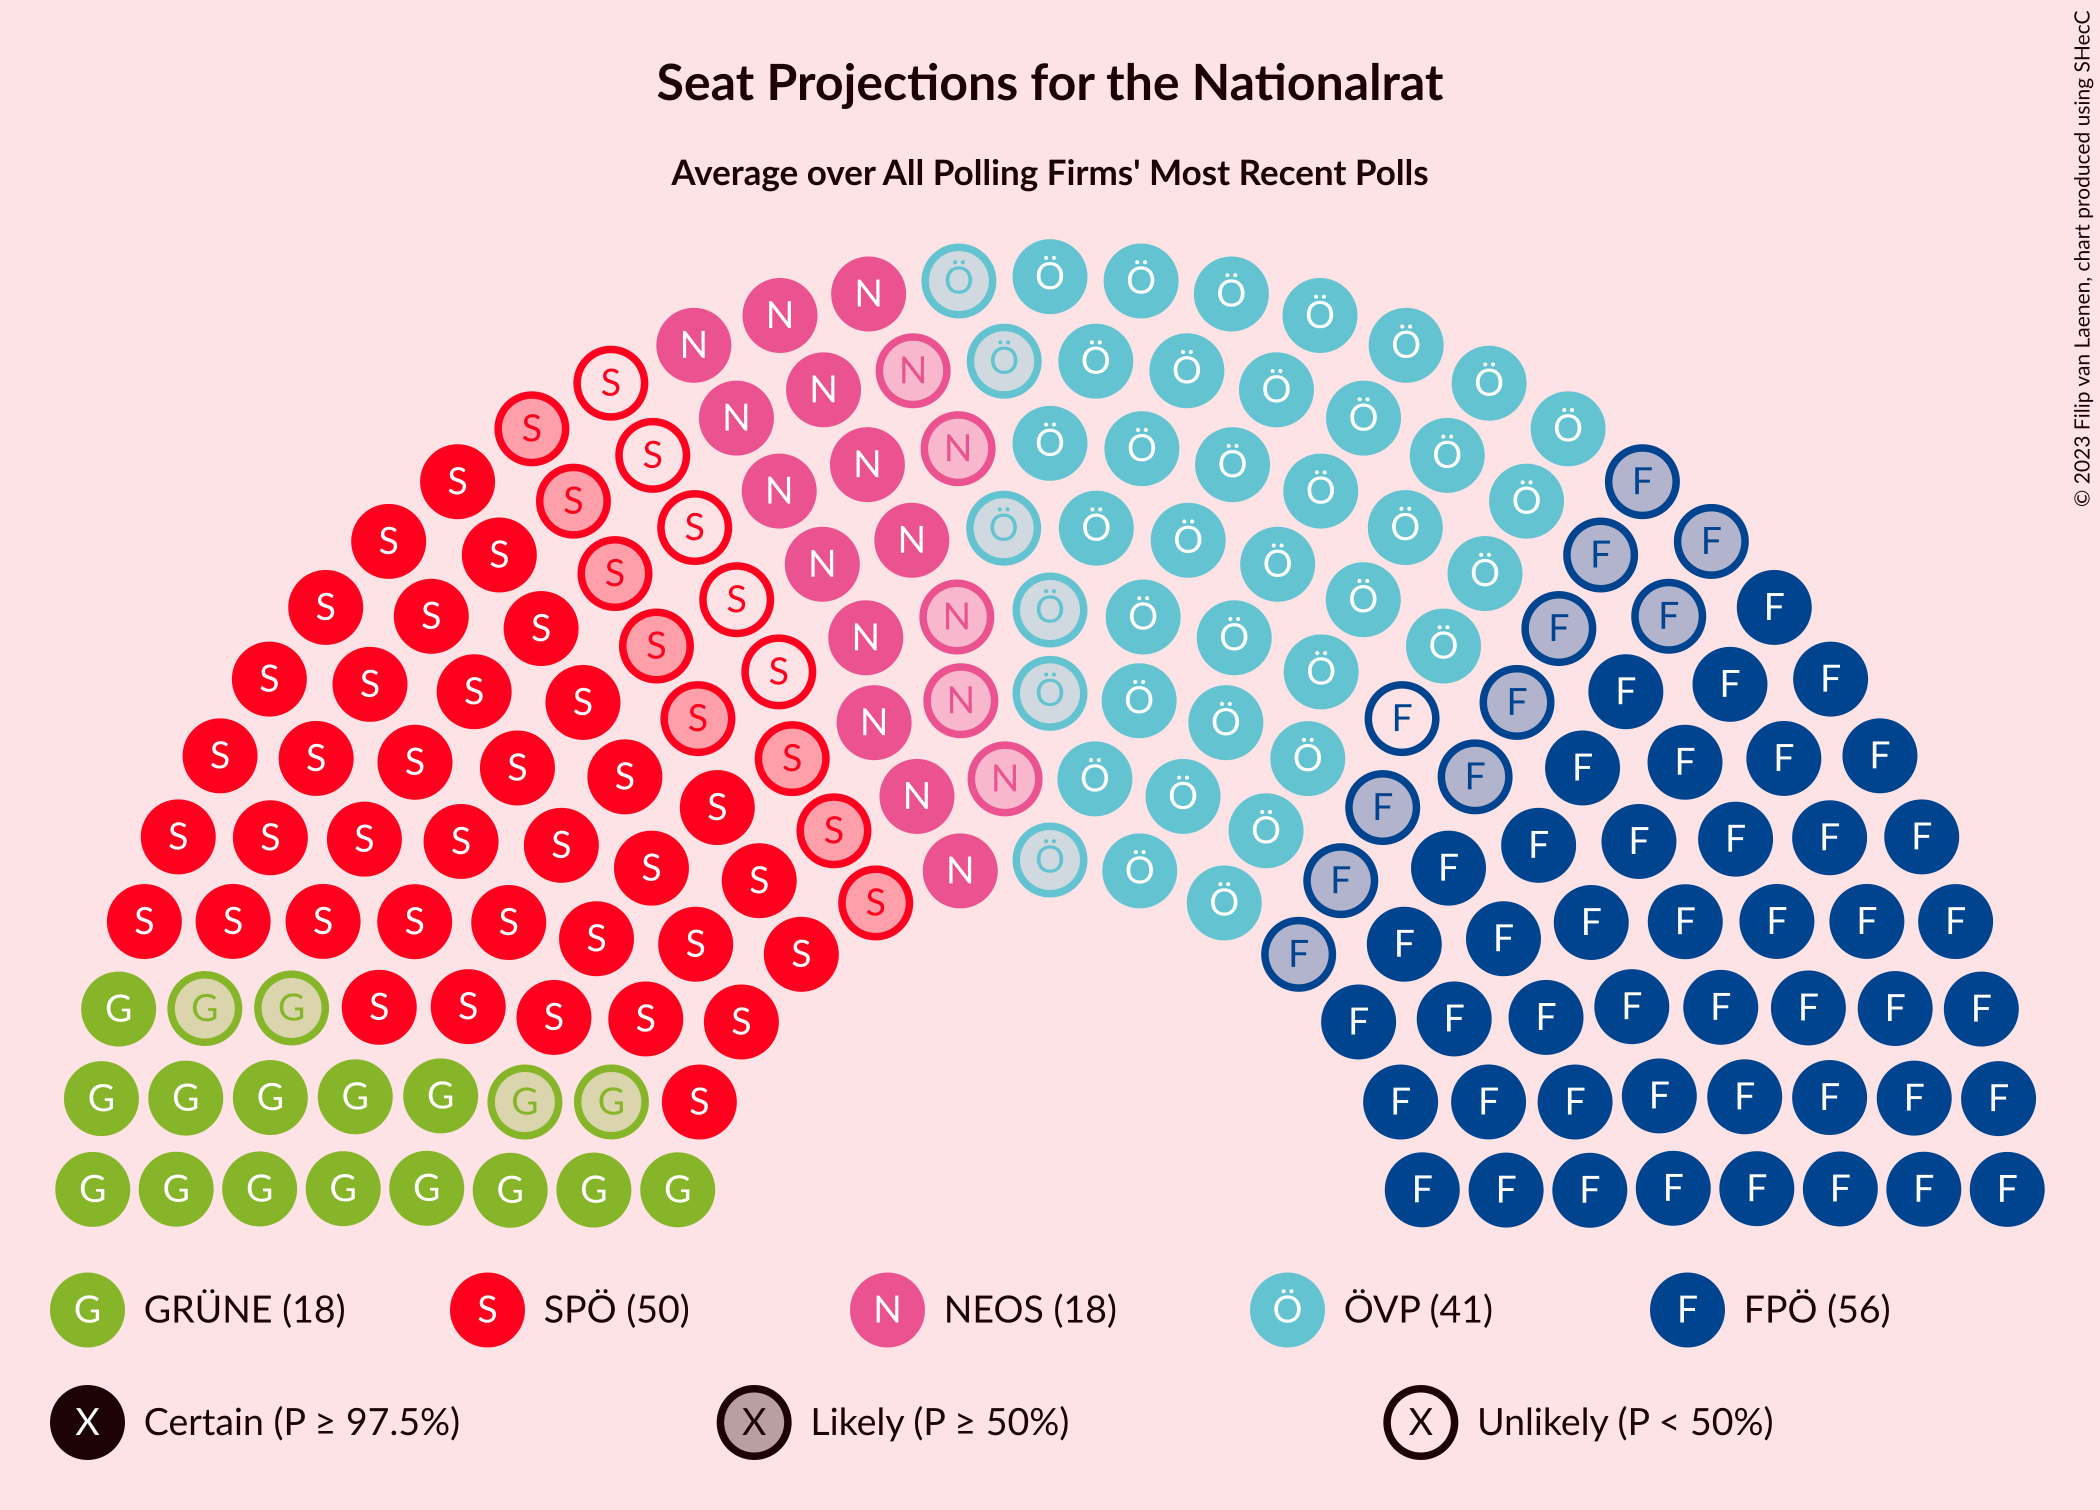 © 2023 Filip van Laenen, chart produced using SHecC
Seat Projections for the Nationalrat
Average over All Polling Firms' Most Recent Polls
N N Ö Ö Ö Ö Ö
S N N N Ö Ö Ö Ö Ö Ö
S S N N N Ö Ö Ö Ö Ö Ö
S S N Ö Ö F
S S S S N N Ö Ö Ö Ö Ö Ö F F
S S S S S N N Ö Ö Ö Ö Ö F F F
S S S S S S N N Ö Ö Ö Ö F F F F F
S S S S S S S N N Ö Ö Ö F F F F F F
S S S S S S S S N Ö Ö Ö F F F F F F F
S S S S S S S S S Ö F F F F F F F F
G G G S S S S S F F F F F F F F
G G G G G G G S F F F F F F F F
G G G G G G G G F F F F F F F F
G GRÜNE (18) S SPÖ (50) N NEOS (18) Ö ÖVP (41) F FPÖ (56)
X Certain (P ≥ 97.5%) X Likely (P ≥ 50%) X Unlikely (P < 50%)